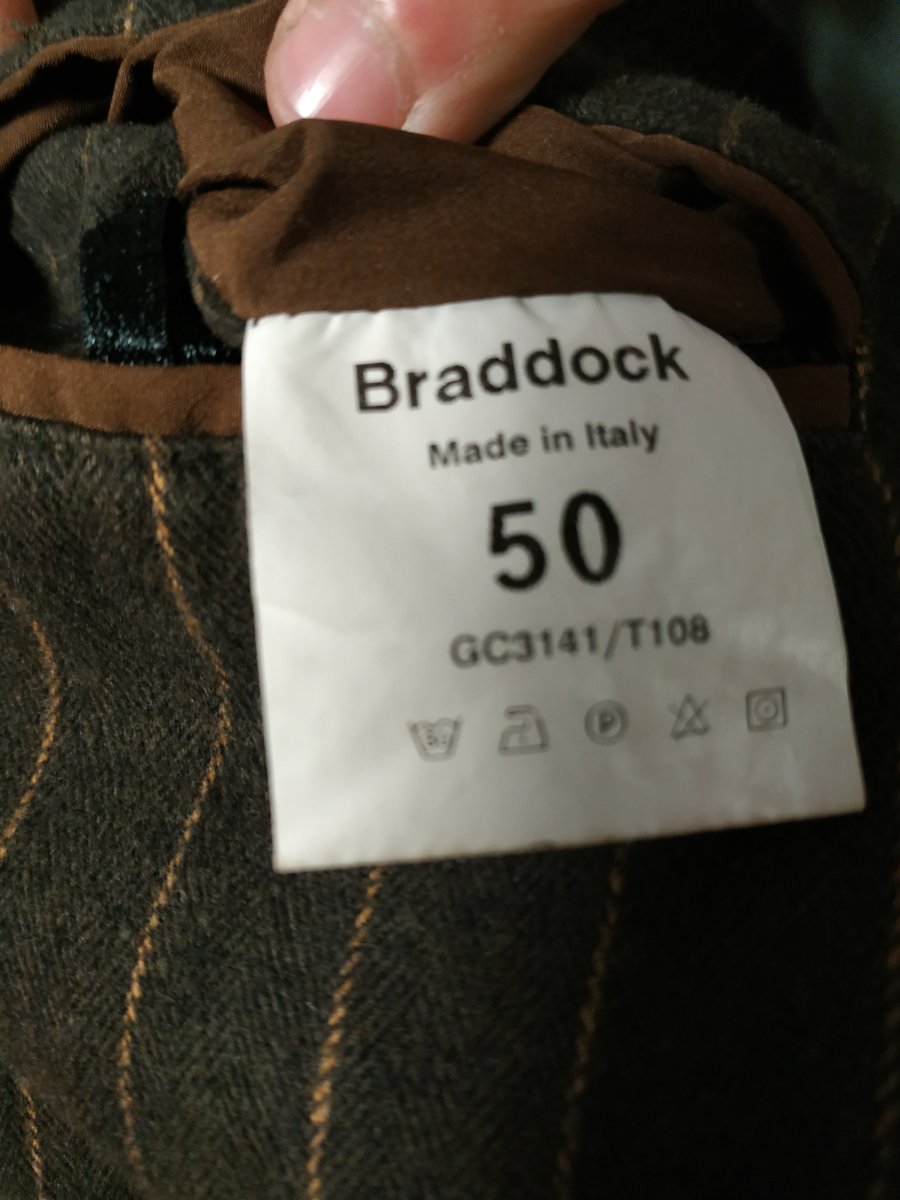 Braddock
Made in Italy
50
GC3141/T108
P